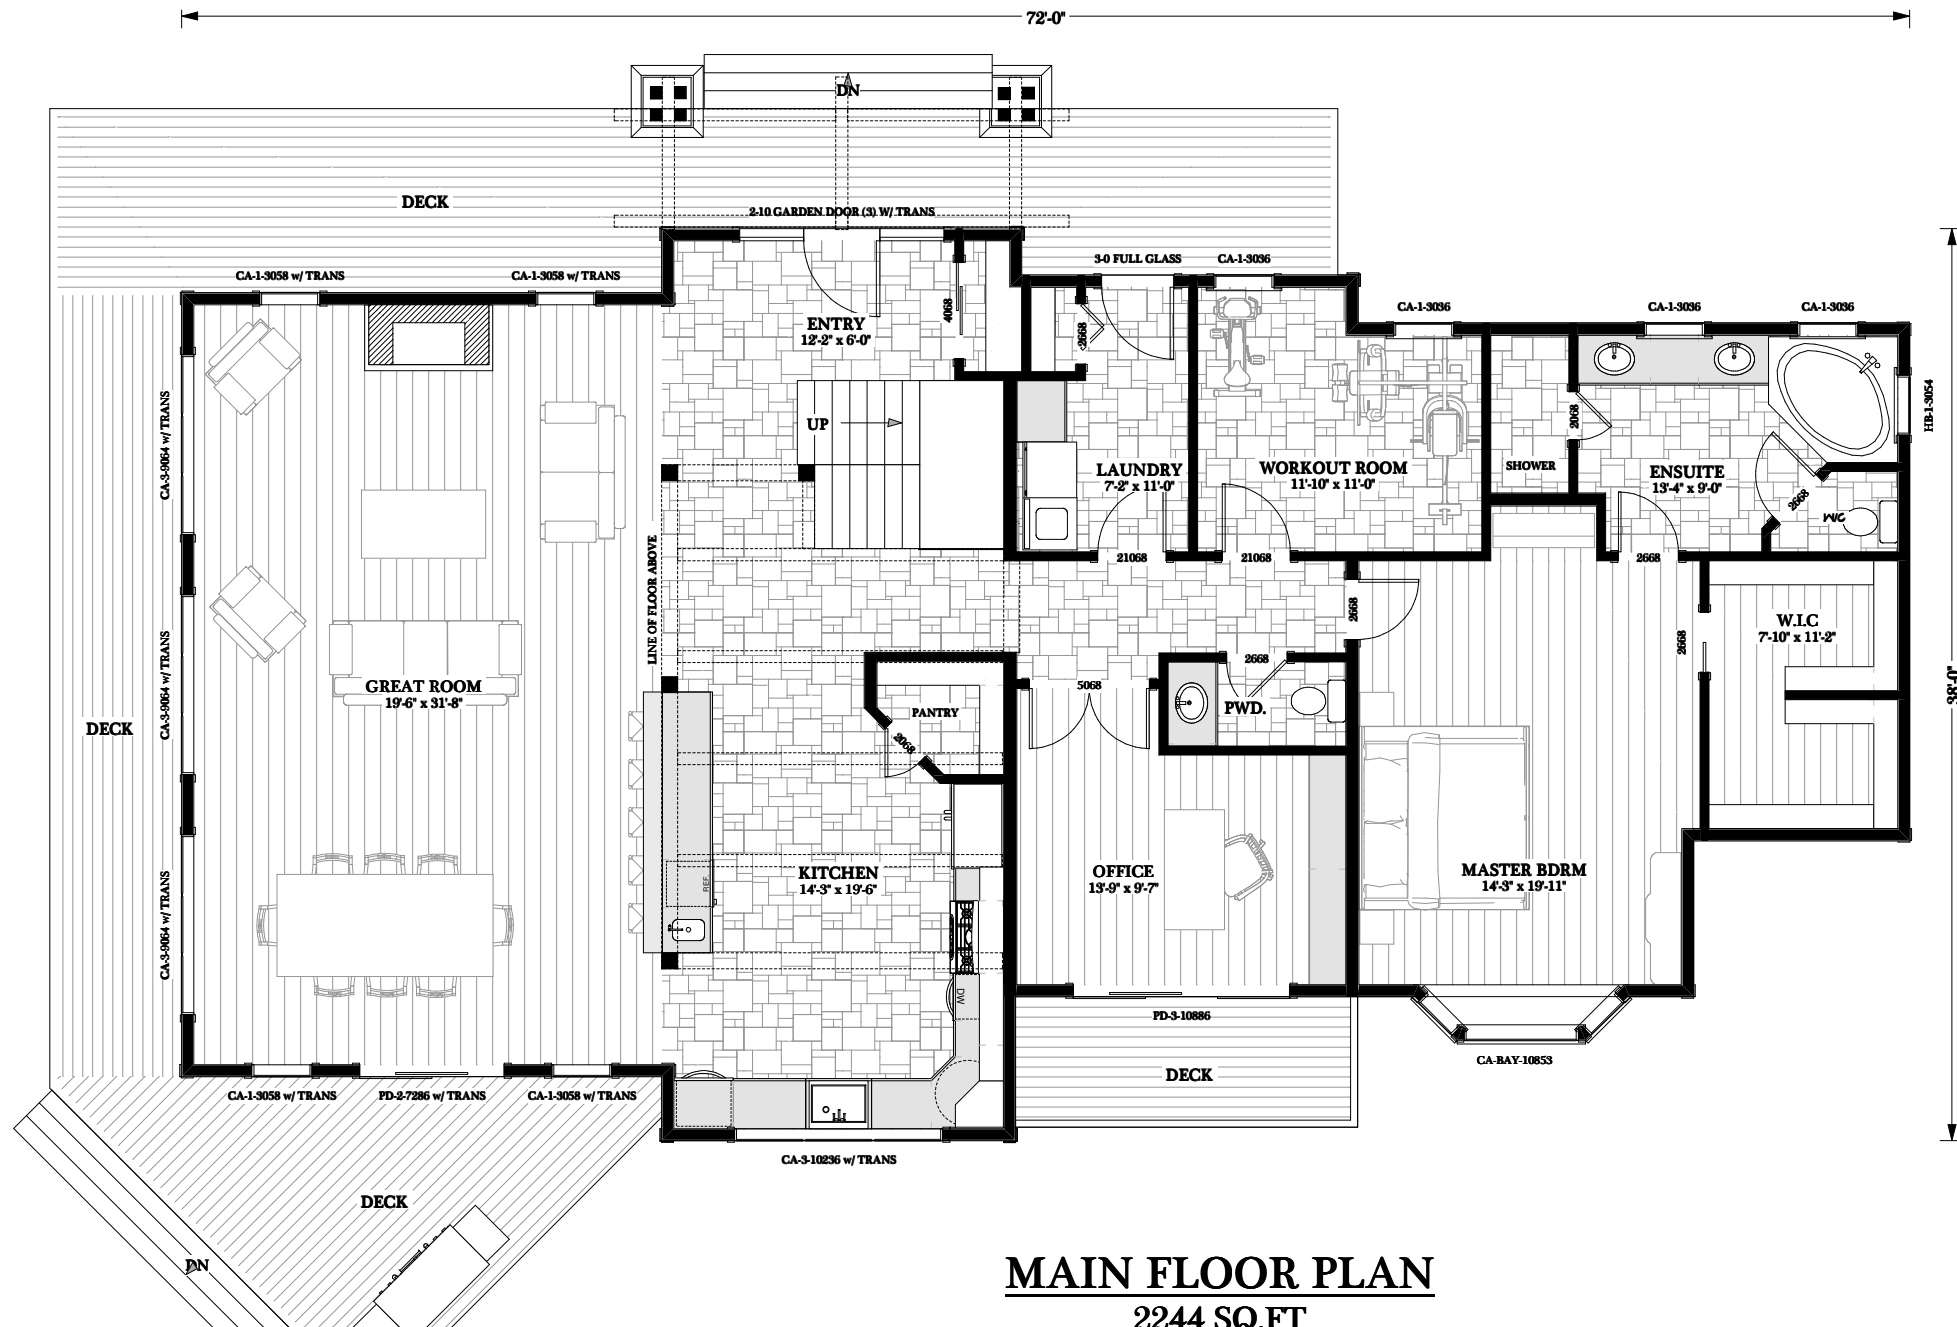 72'-0"
DN
DECK
2-10 GARDEN DOOR (3) W/ TRANS
CA-1-3058 w/ TRANS
CA-1-3058 w/ TRANS
3-0 FULL GLASS
CA-1-3036
CA-1-3036
CA-1-3036
CA-1-3036
ENTRY
12'-2" x 6'-0"
4068
2668
HB-1-3054
CA-3-9064 w/ TRANS
UP
2068
SHOWER
LAUNDRY
7'-2" x 11'-0"
WORKOUT ROOM
11'-10" x 11'-0"
ENSUITE
13'-4" x 9'-0"
2668
W/C
21068
21068
2668
LINE OF FLOOR ABOVE
2668
W.I.C
7'-10" x 11'-2"
2668
38'-0"
CA-3-9064 w/ TRANS
GREAT ROOM
19'-6" x 31'-8"
2668
5068
PWD.
PANTRY
2068
DECK
KITCHEN
14'-3" x 19'-6"
REF.
OFFICE
13'-9" x 9'-7"
MASTER BDRM
14'-3" x 19'-11"
CA-3-9064 w/ TRANS
DW
PD-3-10886
CA-BAY-10853
DECK
CA-1-3058 w/ TRANS
PD-2-7286 w/ TRANS
CA-1-3058 w/ TRANS
CA-3-10236 w/ TRANS
DECK
DN
MAIN FLOOR PLAN
2244 SQ.FT